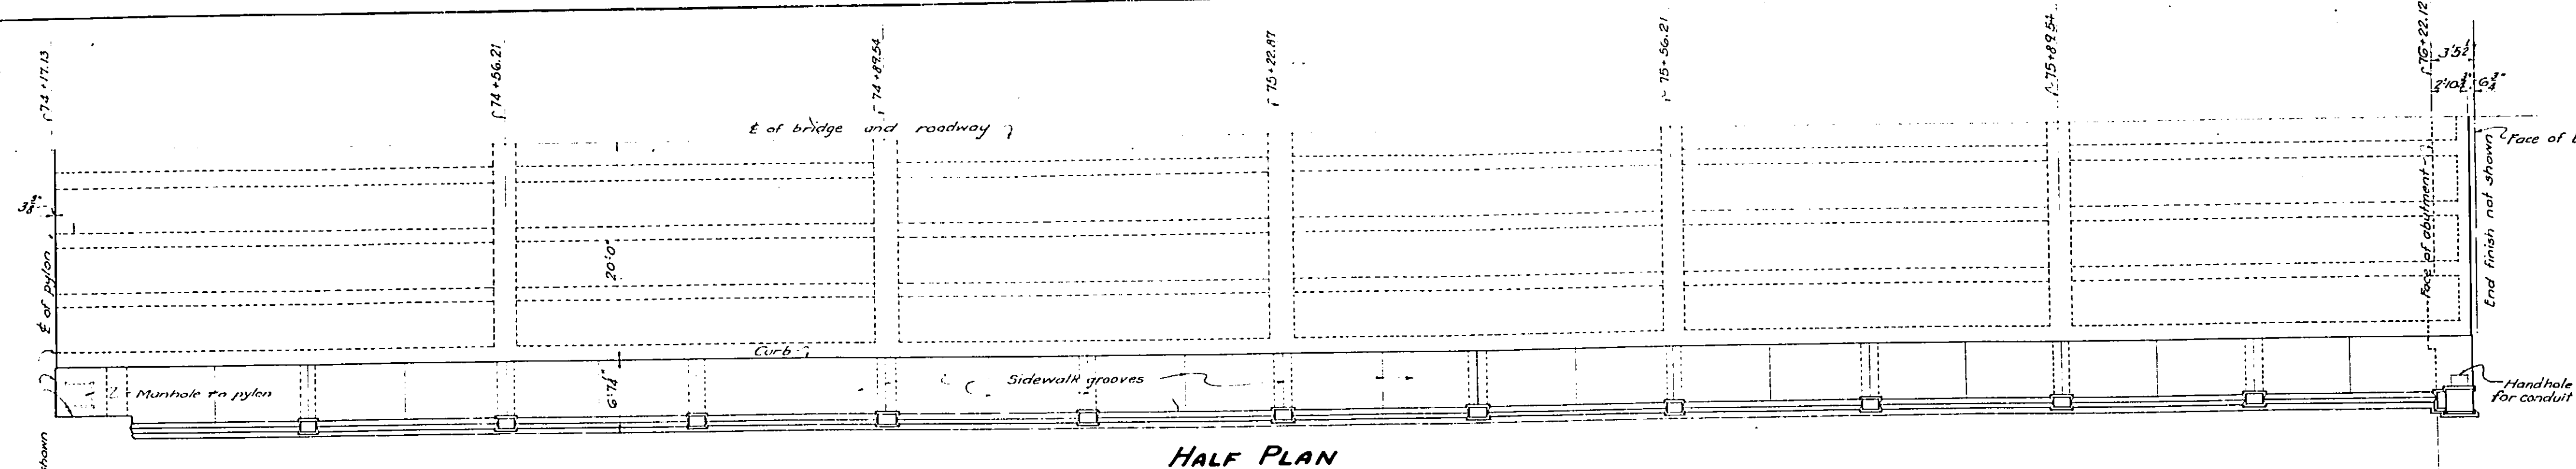 74+17.13
74+56.21
74+89.54
75+22.87
75+56.21
75+89.54
76+22.12
3'5½"
2'10¾"
6¾"
℄ of bridge and roadway
Face of
3⅜"
℄ of pylon
20'0"
Face of abutment
End finish not shown
Curb
Manhole in pylon
6'7¼"
Sidewalk grooves
Handhole
for conduit
shown
HALF PLAN